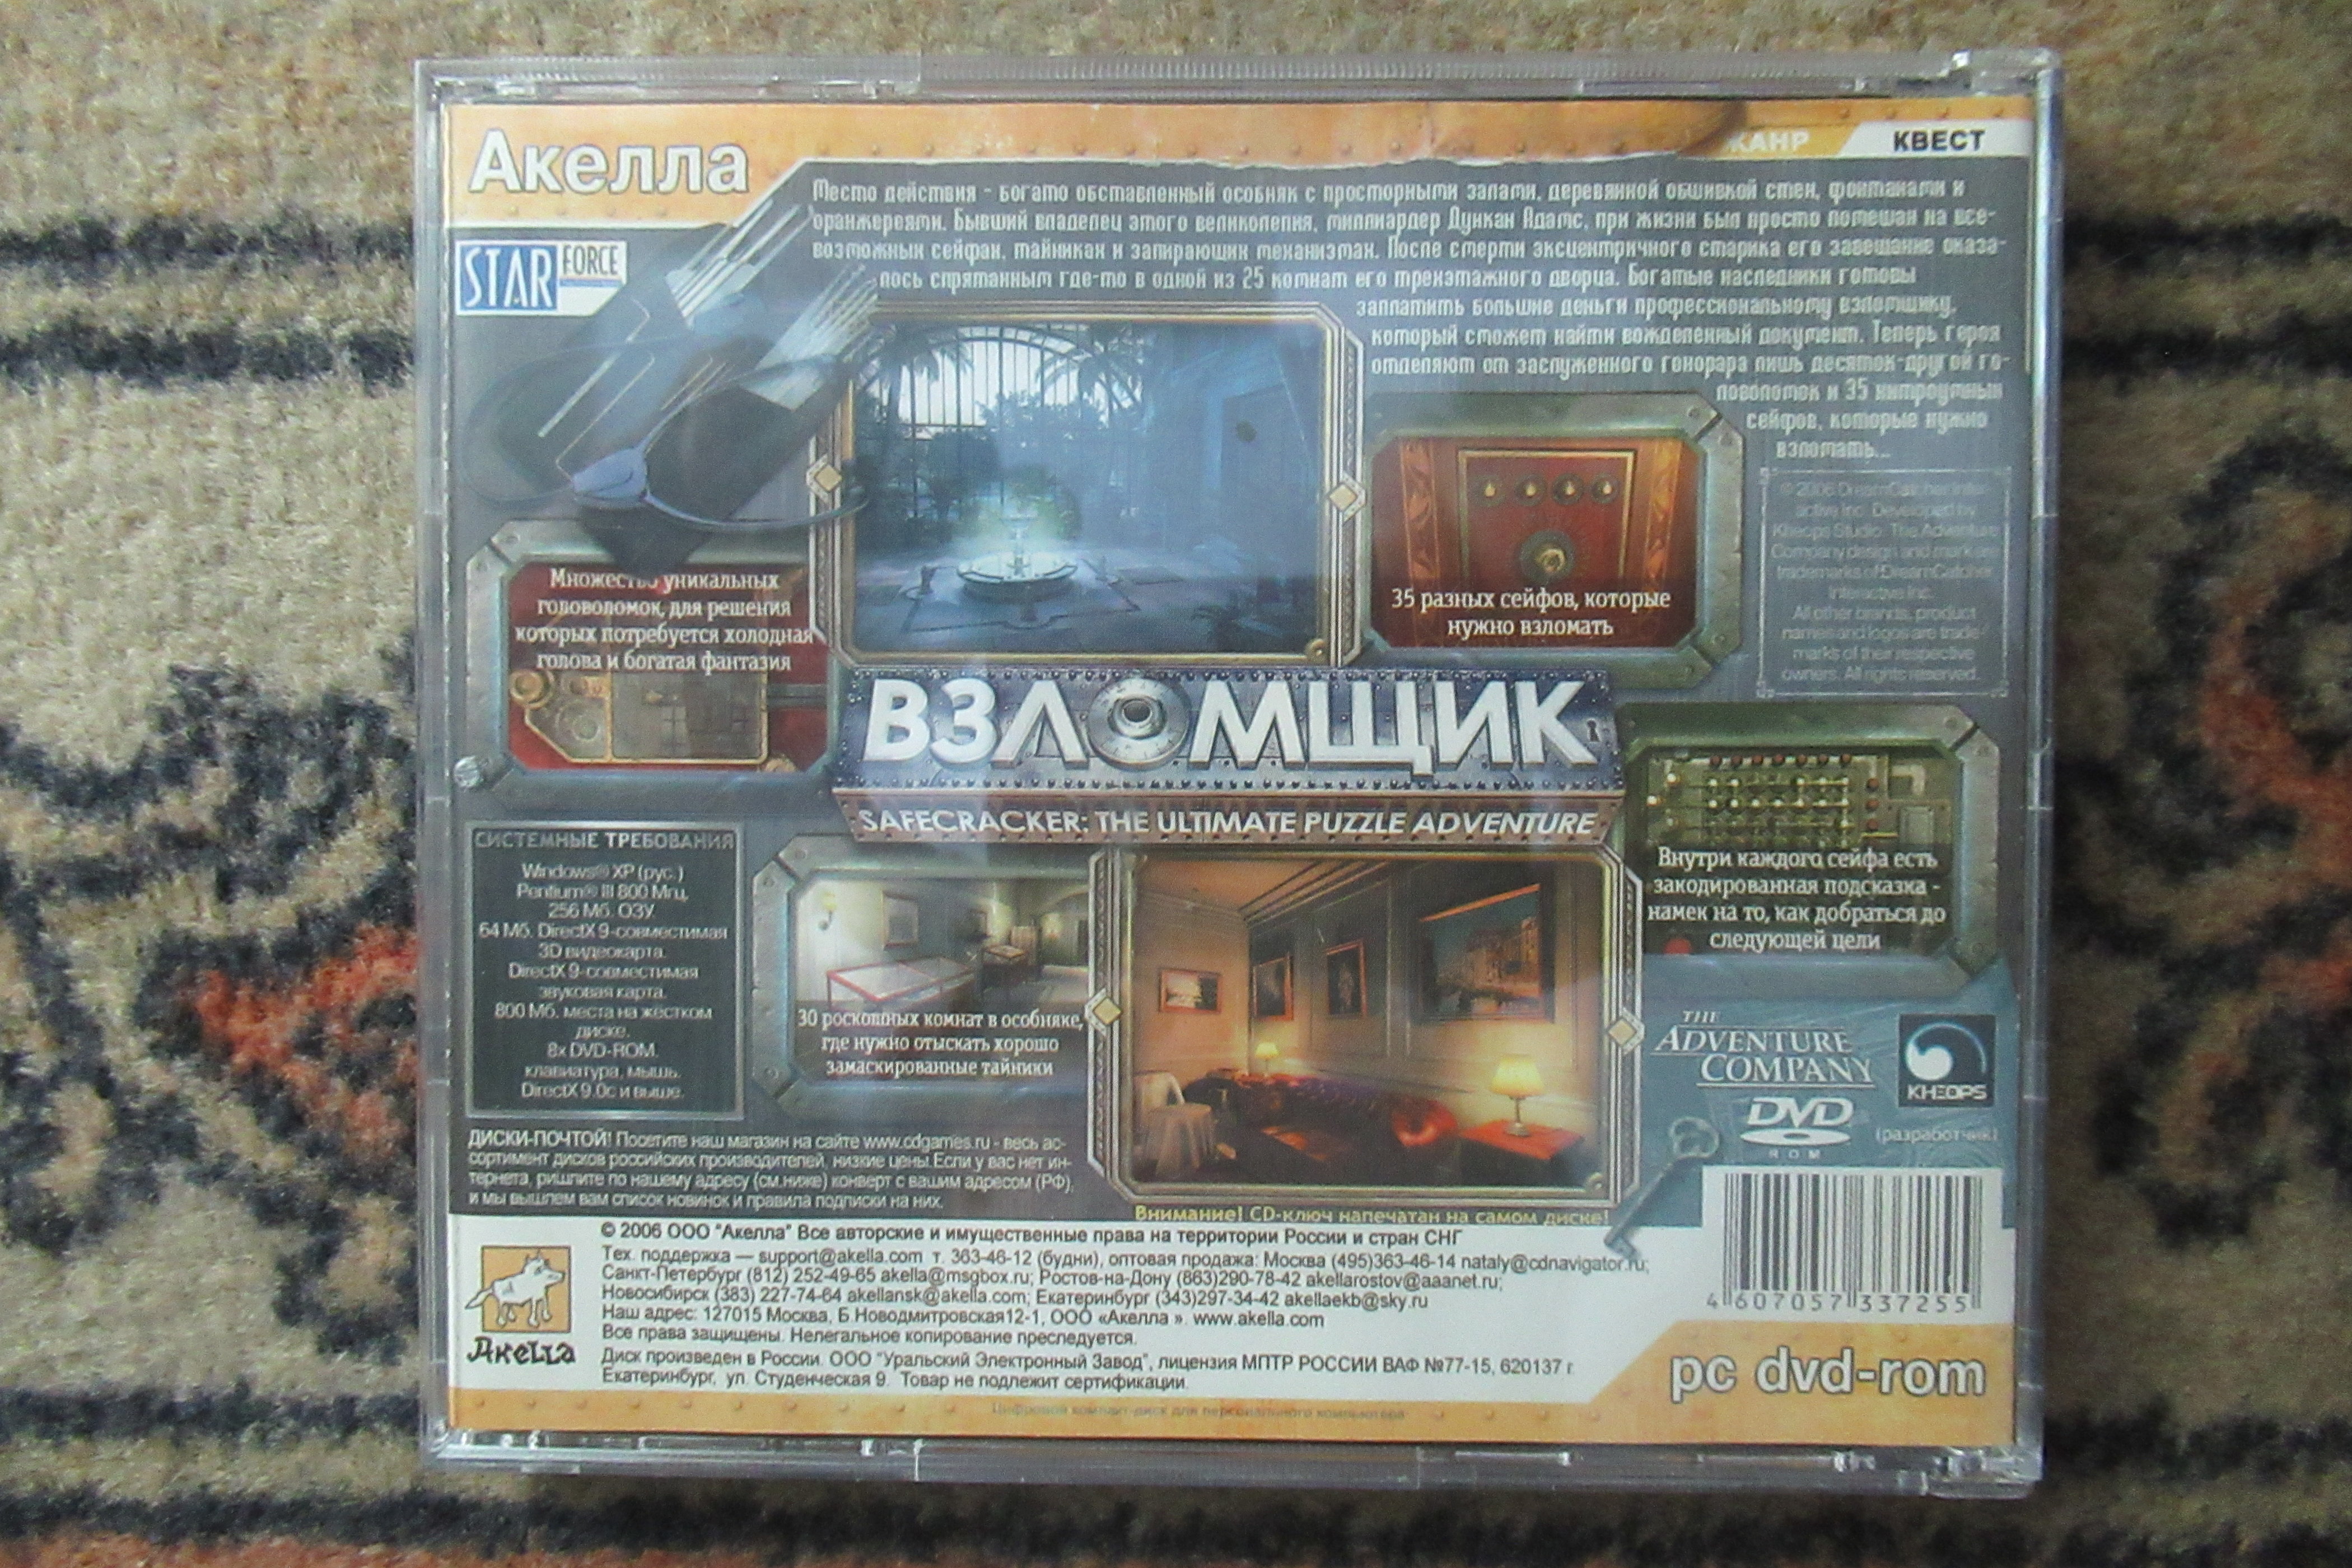 Акелла
ЖАНР
КВЕСТ
STAR FORCE
Место действия - богато обставленный особняк с просторными залами, деревянной обшивкой стен, фонтанами и
оранжереями. Бывший владелец этого великолепия, миллиардер Дункан Адамс, при жизни был просто помешан на все-
возможных сейфах, тайниках и запирающих механизмах. После смерти эксцентричного старика его завещание оказа-
лось спрятанным где-то в одной из 25 комнат его трехэтажного дворца. Богатые наследники готовы
заплатить большие деньги профессиональному взломщику,
который сможет найти вожделенный документ. Теперь героя
отделяют от заслуженного гонорара лишь десяток-другой го-
ловоломок и 35 хитроумных
сейфов, которые нужно
взломать...
© 2006 DreamCatcher Inter-
active Inc. Developed by
Kheops Studio. The Adventure
Company design and mark are
trademarks of DreamCatcher
Interactive Inc.
All other brands, product
names and logos are trade-
marks of their respective
owners. All rights reserved.
Множество уникальных
головоломок, для решения
которых потребуется холодная
голова и богатая фантазия
35 разных сейфов, которые
нужно взломать
ВЗЛОМЩИК
SAFECRACKER: THE ULTIMATE PUZZLE ADVENTURE
СИСТЕМНЫЕ ТРЕБОВАНИЯ
Windows® XP (рус.)
Pentium® III 800 Мгц,
256 Мб. ОЗУ.
64 Мб. DirectX 9-совместимая
3D видеокарта.
DirectX 9-совместимая
звуковая карта.
800 Мб. места на жестком
диске.
8x DVD-ROM.
клавиатура, мышь.
DirectX 9.0c и выше.
30 роскошных комнат в особняке,
где нужно отыскать хорошо
замаскированные тайники
Внутри каждого сейфа есть
закодированная подсказка -
намек на то, как добраться до
следующей цели
THE
ADVENTURE
COMPANY
KHEOPS
DVD
ROM
(разработчик)
ДИСКИ-ПОЧТОЙ! Посетите наш магазин на сайте www.cdgames.ru - весь ас-
сортимент дисков российских производителей, низкие цены.Если у вас нет ин-
тернета, пришлите по нашему адресу (см.ниже) конверт с вашим адресом (РФ),
и мы вышлем вам список новинок и правила подписки на них.
Внимание! CD-ключ напечатан на самом диске!
© 2006 ООО "Акелла" Все авторские и имущественные права на территории России и стран СНГ
Тех. поддержка — support@akella.com т. 363-46-12 (будни), оптовая продажа: Москва (495)363-46-14 nataly@cdnavigator.ru;
Санкт-Петербург (812) 252-49-65 akella@msgbox.ru; Ростов-на-Дону (863)290-78-42 akellarostov@aaanet.ru;
Новосибирск (383) 227-74-64 akellansk@akella.com; Екатеринбург (343)297-34-42 akellaekb@sky.ru
Наш адрес: 127015 Москва, Б.Новодмитровская12-1, ООО «Акелла ». www.akella.com
Все права защищены. Нелегальное копирование преследуется.
Диск произведен в России. ООО "Уральский Электронный Завод", лицензия МПТР РОССИИ ВАФ №77-15, 620137 г.
Екатеринбург, ул. Студенческая 9. Товар не подлежит сертификации.
Akella
4 607057 337255
pc dvd-rom
Цифровой компакт-диск для персонального компьютера